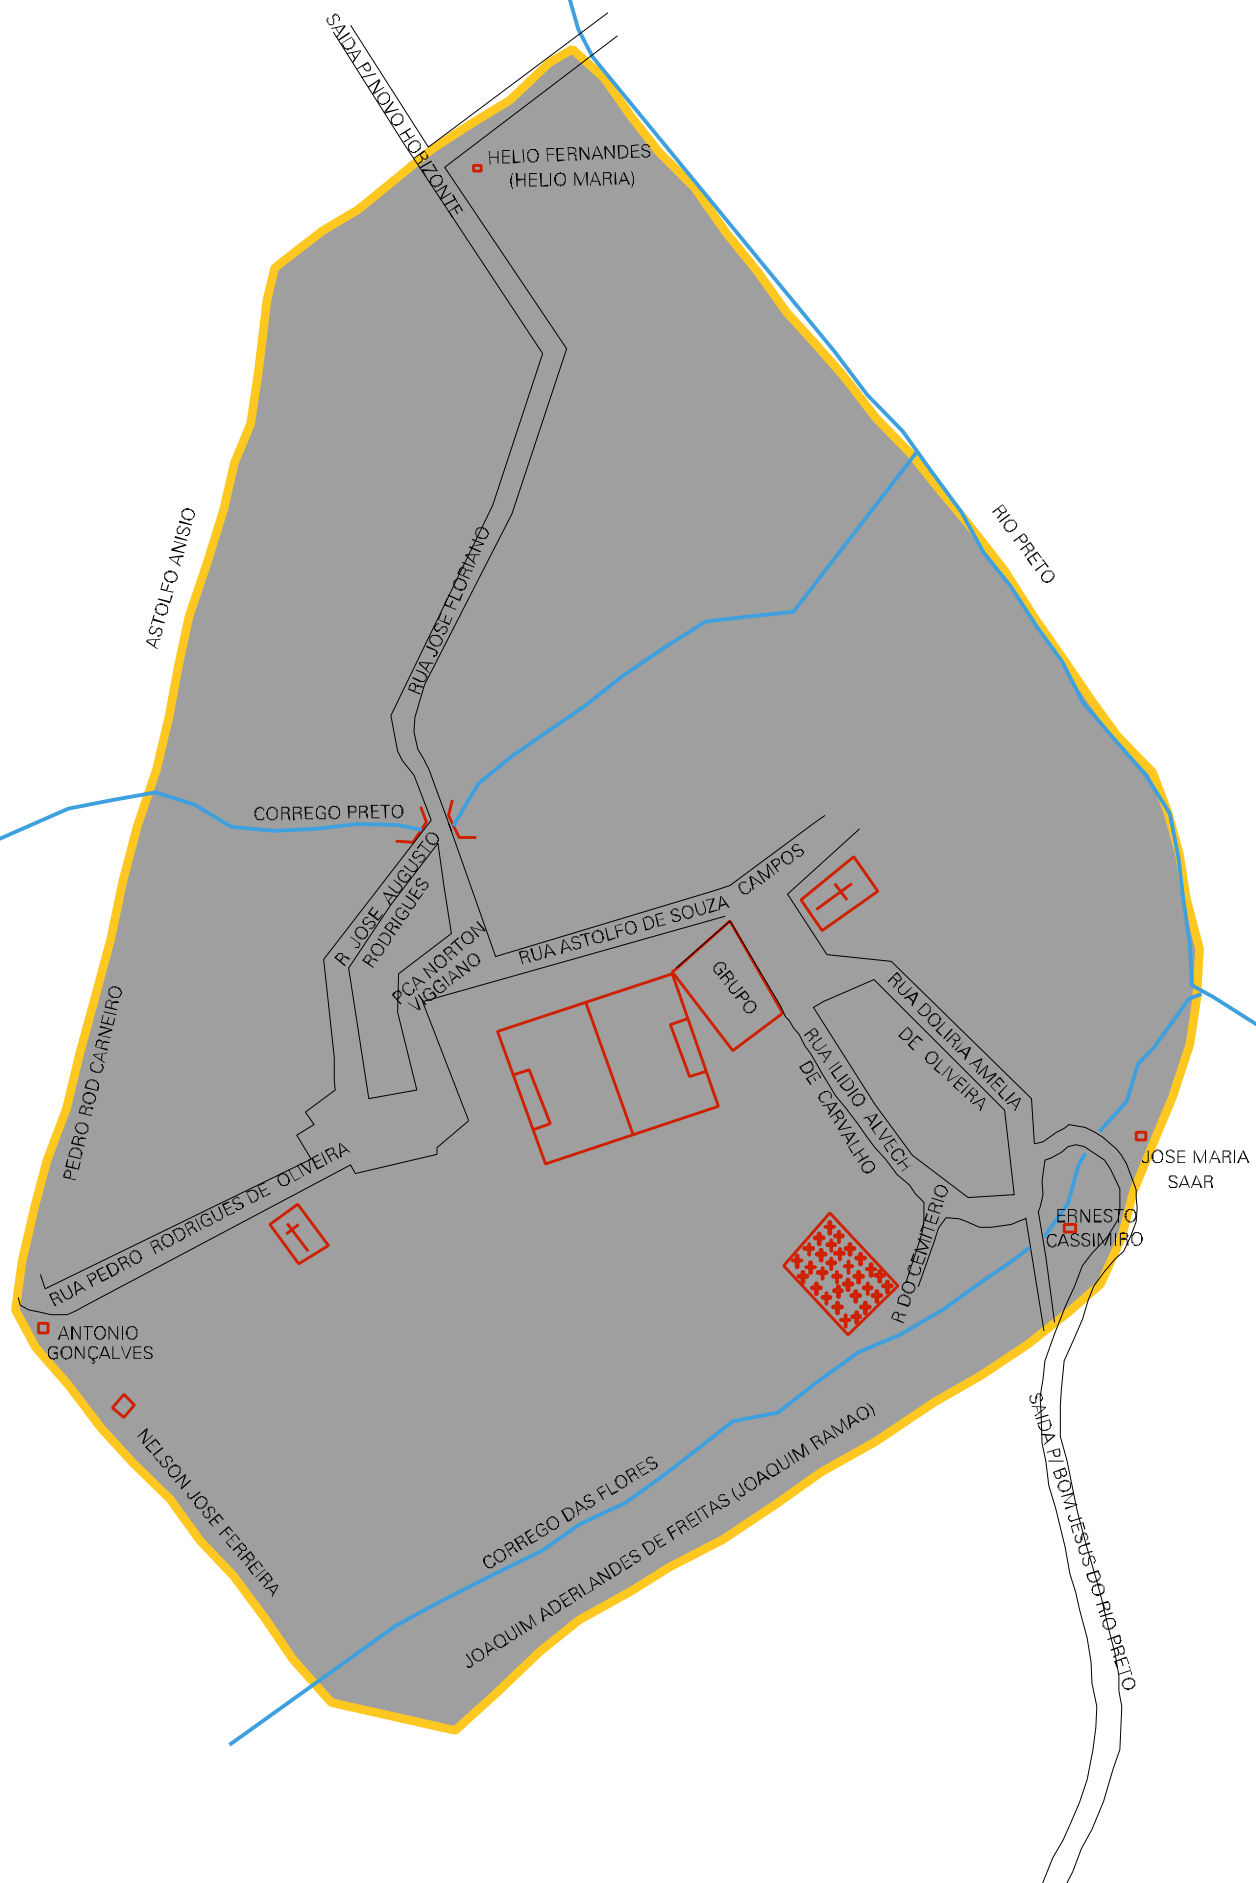 SAIDA P/ NOVO HORIZONTE
HELIO FERNANDES
(HELIO MARIA)
ASTOLFO ANISIO
RIO PRETO
RUA JOSE FLORIANO
CORREGO PRETO
R JOSE AUGUSTO
RODRIGUES
PCA NORTON
VIGGIANO
RUA ASTOLFO DE SOUZA
CAMPOS
GRUPO
RUA DOLIRIA AMELIA
DE OLIVEIRA
RUA ILIDIO ALVECH
DE CARVALHO
PEDRO ROD CARNEIRO
RUA PEDRO RODRIGUES DE OLIVEIRA
JOSE MARIA
SAAR
ERNESTO
CASSIMIRO
R DO CEMITERIO
ANTONIO
GONÇALVES
NELSON JOSE FERREIRA
CORREGO DAS FLORES
JOAQUIM ADERLANDES DE FREITAS (JOAQUIM RAMAO)
SAIDA P/ BOM JESUS DO RIO PRETO